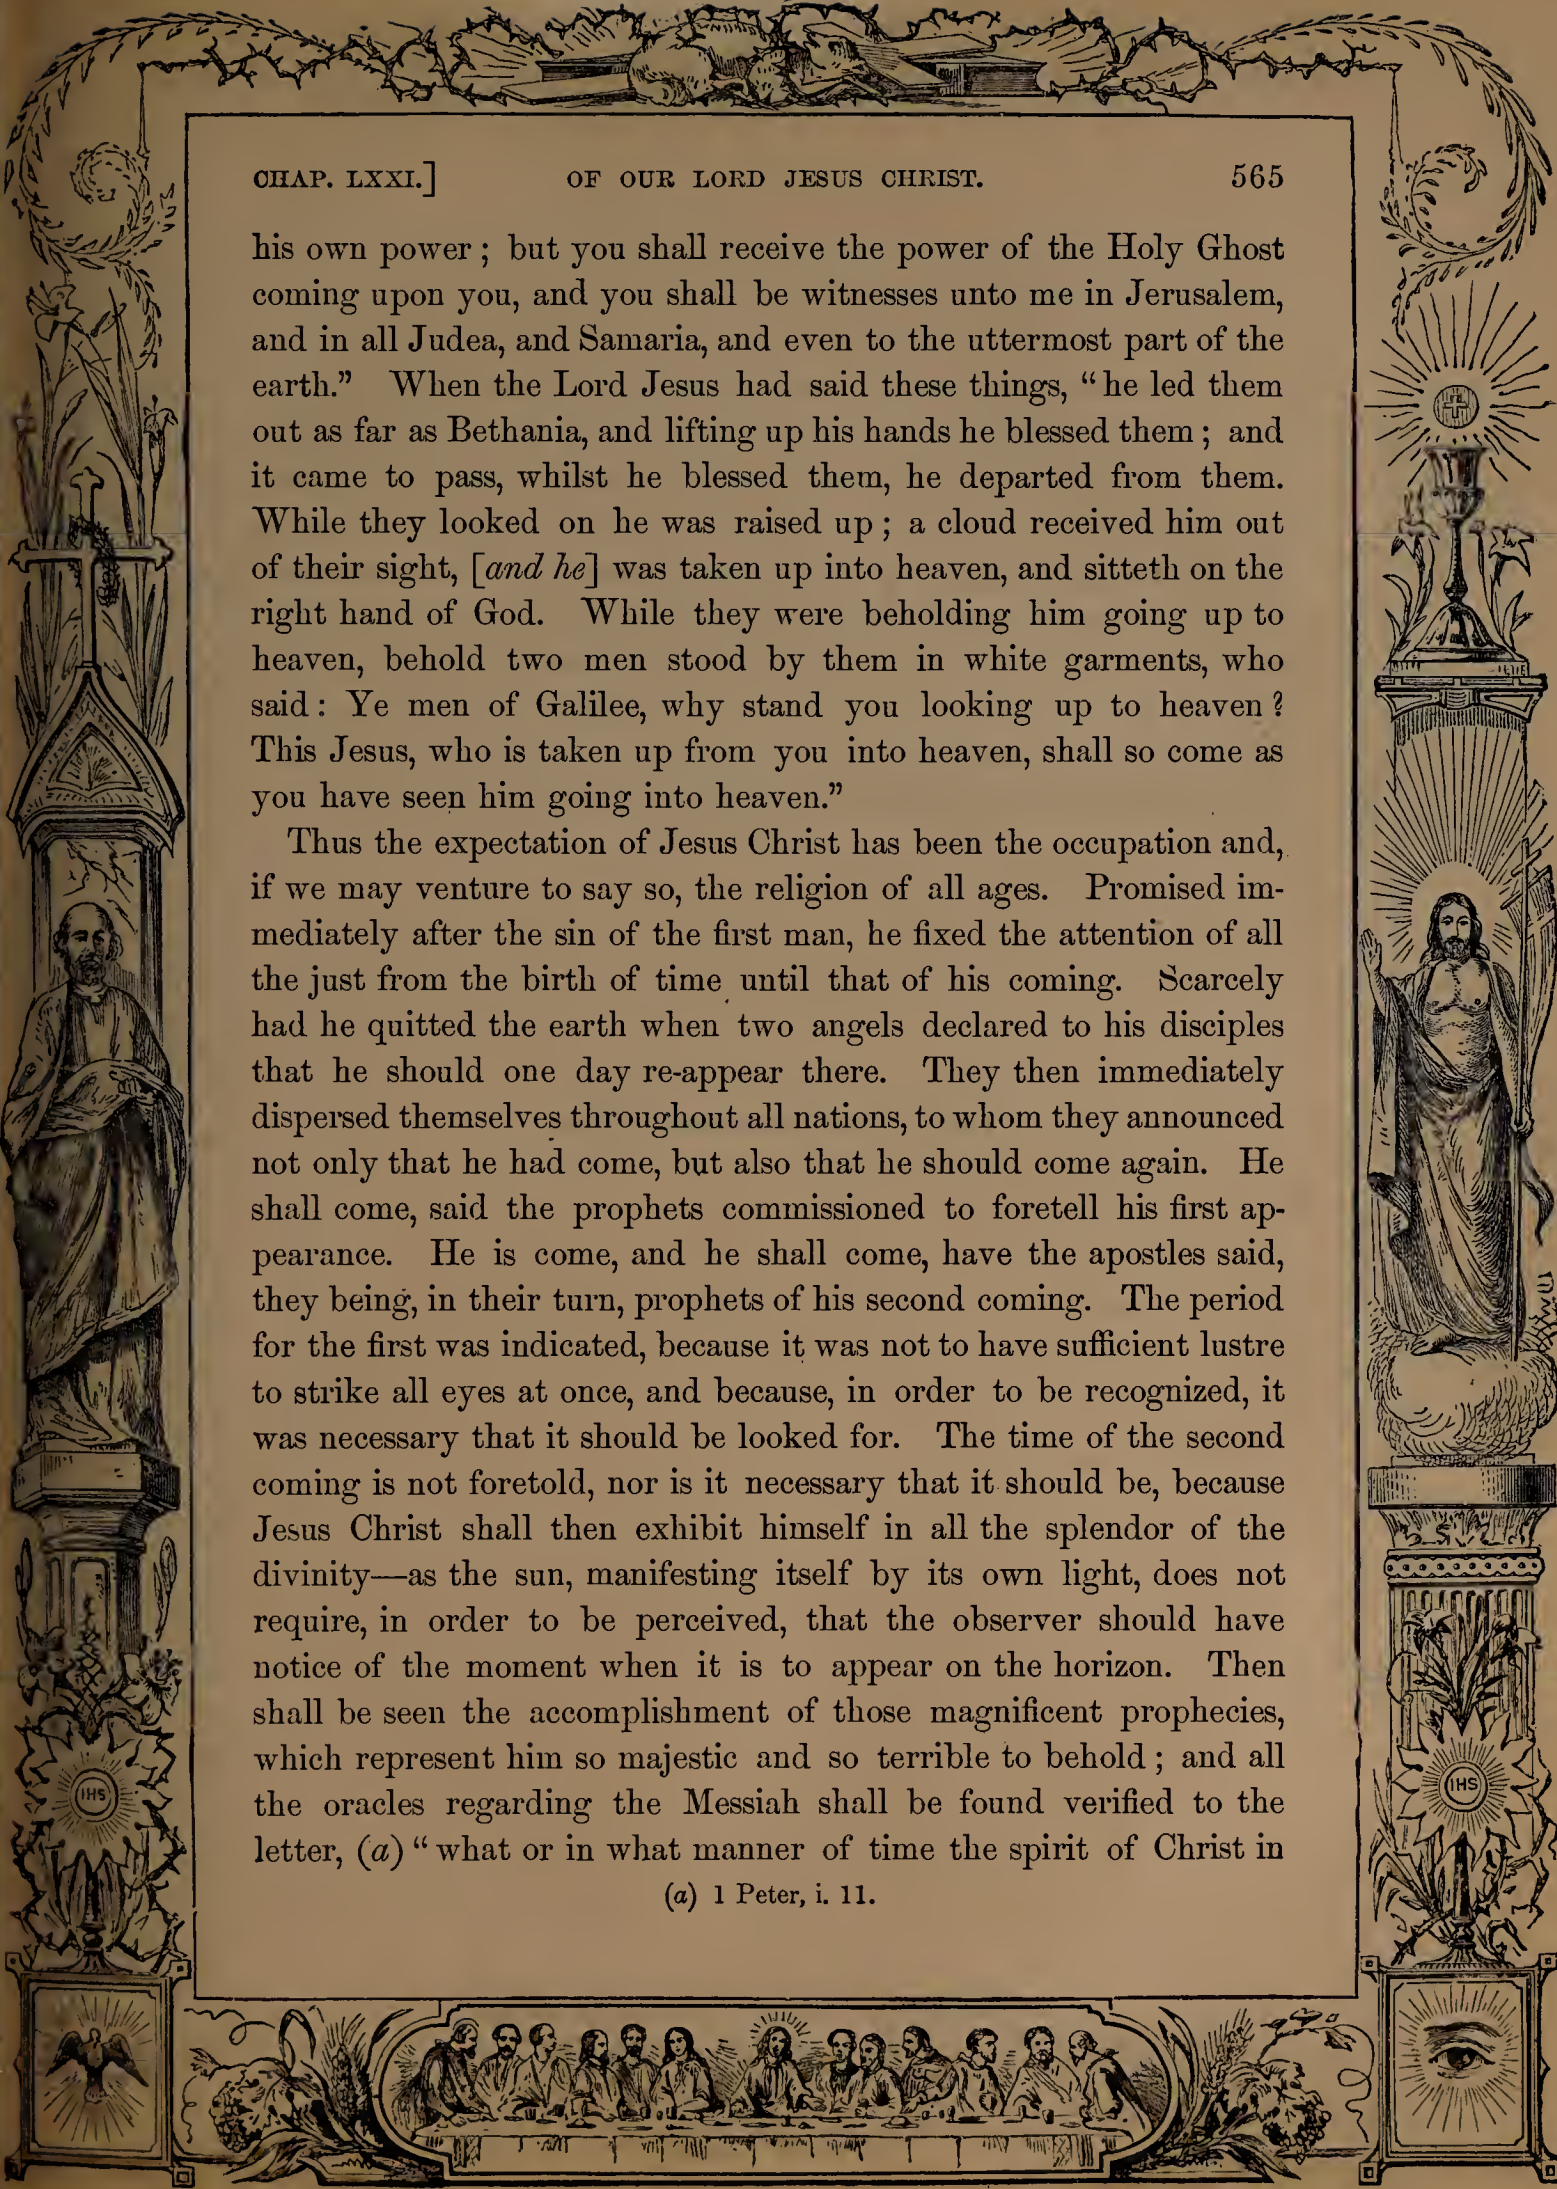 CHAP. LXXI.] OF OUR LORD JESUS CHRIST. 565
his own power ; but you shall receive the power of the Holy Ghost
coming upon you, and you shall be witnesses unto me in Jerusalem,
and in all Judea, and Samaria, and even to the uttermost part of the
earth.” When the Lord Jesus had said these things, “ he led them
out as far as Bethania, and lifting up his hands he blessed them ; and
it came to pass, whilst he blessed them, he departed from them.
While they looked on he was raised up ; a cloud received him out
of their sight, [and he] was taken up into heaven, and sitteth on the
right hand of God. While they were beholding him going up to
heaven, behold two men stood by them in white garments, who
said : Ye men of Galilee, why stand you looking up to heaven ?
This Jesus, who is taken up from you into heaven, shall so come as
you have seen him going into heaven.”
Thus the expectation of Jesus Christ has been the occupation and,
if we may venture to say so, the religion of all ages. Promised im-
mediately after the sin of the first man, he fixed the attention of all
the just from the birth of time until that of his coming. Scarcely
had he quitted the earth when two angels declared to his disciples
that he should one day re-appear there. They then immediately
dispersed themselves throughout all nations, to whom they announced
not only that he had come, but also that he should come again. He
shall come, said the prophets commissioned to foretell his first ap-
pearance. He is come, and he shall come, have the apostles said,
they being, in their turn, prophets of his second coming. The period
for the first was indicated, because it was not to have sufficient lustre
to strike all eyes at once, and because, in order to be recognized, it
was necessary that it should be looked for. The time of the second
coming is not foretold, nor is it necessary that it should be, because
Jesus Christ shall then exhibit himself in all the splendor of the
divinity—as the sun, manifesting itself by its own light, does not
require, in order to be perceived, that the observer should have
notice of the moment when it is to appear on the horizon. Then
shall be seen the accomplishment of those magnificent prophecies,
which represent him so majestic and so terrible to behold ; and all
the oracles regarding the Messiah shall be found verified to the
letter, (a) “ what or in what manner of time the spirit of Christ in
(a) 1 Peter, i. 11.
IHS
IHS